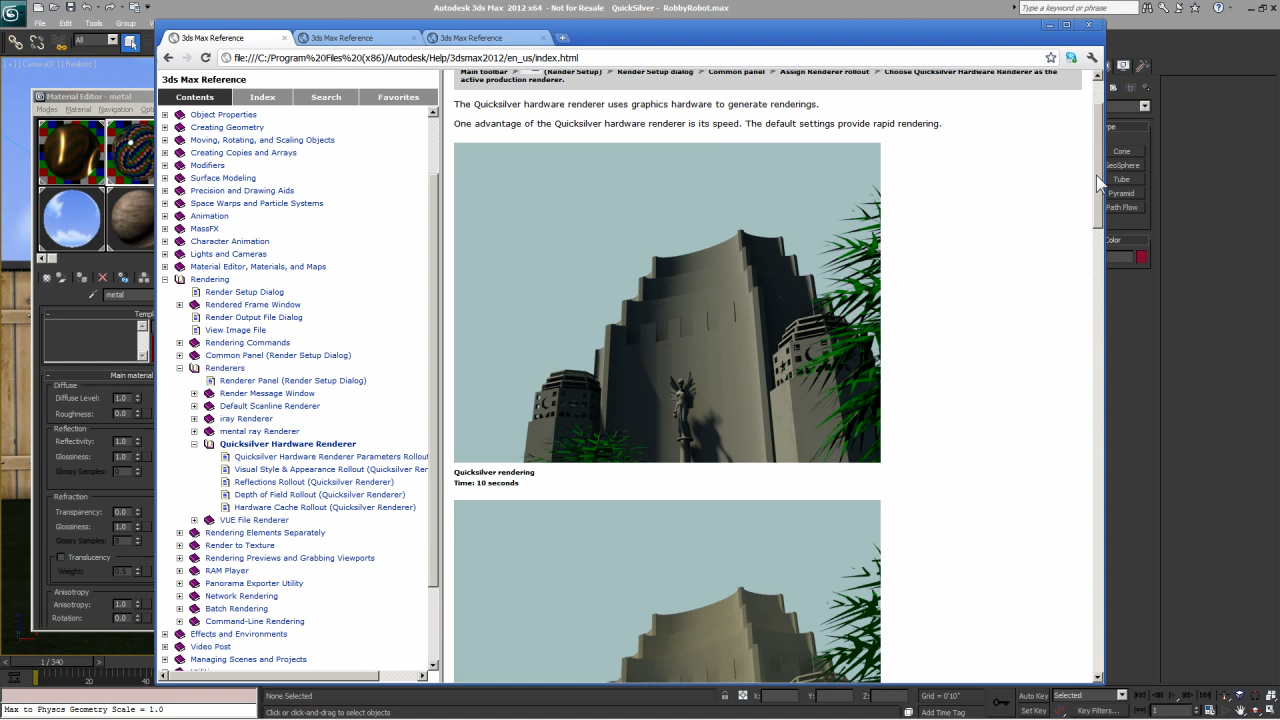 Autodesk 3ds Max 2012 x64 - Not for Resale QuickSilver - RobbyRobot.max
Type a keyword or phrase
File Edit Tools Group
All
[ + ] [ Camera01 ] [ Realistic ]
3ds Max Reference
3ds Max Reference
3ds Max Reference
file:///C:/Program%20Files%20(x86)/Autodesk/Help/3dsmax2012/en_us/index.html
3ds Max Reference
Contents Index Search Favorites
Object Properties
Creating Geometry
Moving, Rotating, and Scaling Objects
Creating Copies and Arrays
Modifiers
Surface Modeling
Precision and Drawing Aids
Space Warps and Particle Systems
Animation
MassFX
Character Animation
Lights and Cameras
Material Editor, Materials, and Maps
Rendering
Render Setup Dialog
Rendered Frame Window
Render Output File Dialog
View Image File
Rendering Commands
Common Panel (Render Setup Dialog)
Renderers
Renderer Panel (Render Setup Dialog)
Render Message Window
Default Scanline Renderer
iray Renderer
mental ray Renderer
Quicksilver Hardware Renderer
Quicksilver Hardware Renderer Parameters Rollout
Visual Style & Appearance Rollout (Quicksilver Ren
Reflections Rollout (Quicksilver Renderer)
Depth of Field Rollout (Quicksilver Renderer)
Hardware Cache Rollout (Quicksilver Renderer)
VUE File Renderer
Rendering Elements Separately
Render to Texture
Rendering Previews and Grabbing Viewports
RAM Player
Panorama Exporter Utility
Network Rendering
Batch Rendering
Command-Line Rendering
Effects and Environments
Video Post
Managing Scenes and Projects
Main toolbar (Render Setup) Render Setup dialog Common panel Assign Renderer rollout Choose Quicksilver Hardware Renderer as the
active production renderer.
The Quicksilver hardware renderer uses graphics hardware to generate renderings.
One advantage of the Quicksilver hardware renderer is its speed. The default settings provide rapid rendering.
Quicksilver rendering
Time: 10 seconds
Material Editor - metal
Modes Material Navigation Opti
metal
Templ
Main material
Diffuse
Diffuse Level: 1.0
Roughness: 0.0
Reflection
Reflectivity: 1.0
Glossiness: 1.0
Glossy Samples:
Refraction
Transparency: 0.0
Glossiness: 1.0
Glossy Samples:
Translucency
Weight: 0.5
Anisotropy
Anisotropy: 1.0
Rotation: 0.0
Cone
GeoSphere
Tube
Pyramid
Path Flow
Color
1 / 340
20 40
Max to Physcs Geometry Scale = 1.0
None Selected
X: Y: Z: Grid = 0'10"
Auto Key Selected
Click or click-and-drag to select objects
Add Time Tag
Set Key Key Filters... 1